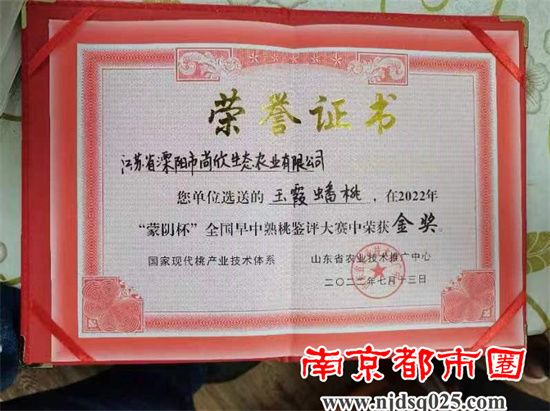 荣誉证书
江苏省溧阳市尚攸生态农业有限公司
您单位选送的 玉霞蟠桃，在2022年
“蒙阴杯”全国早中熟桃鉴评大赛中荣获 金奖。
国家现代桃产业技术体系 山东省农业技术推广中心
二〇二二年七月十三日
南京都市圈
www.njdsq025.com